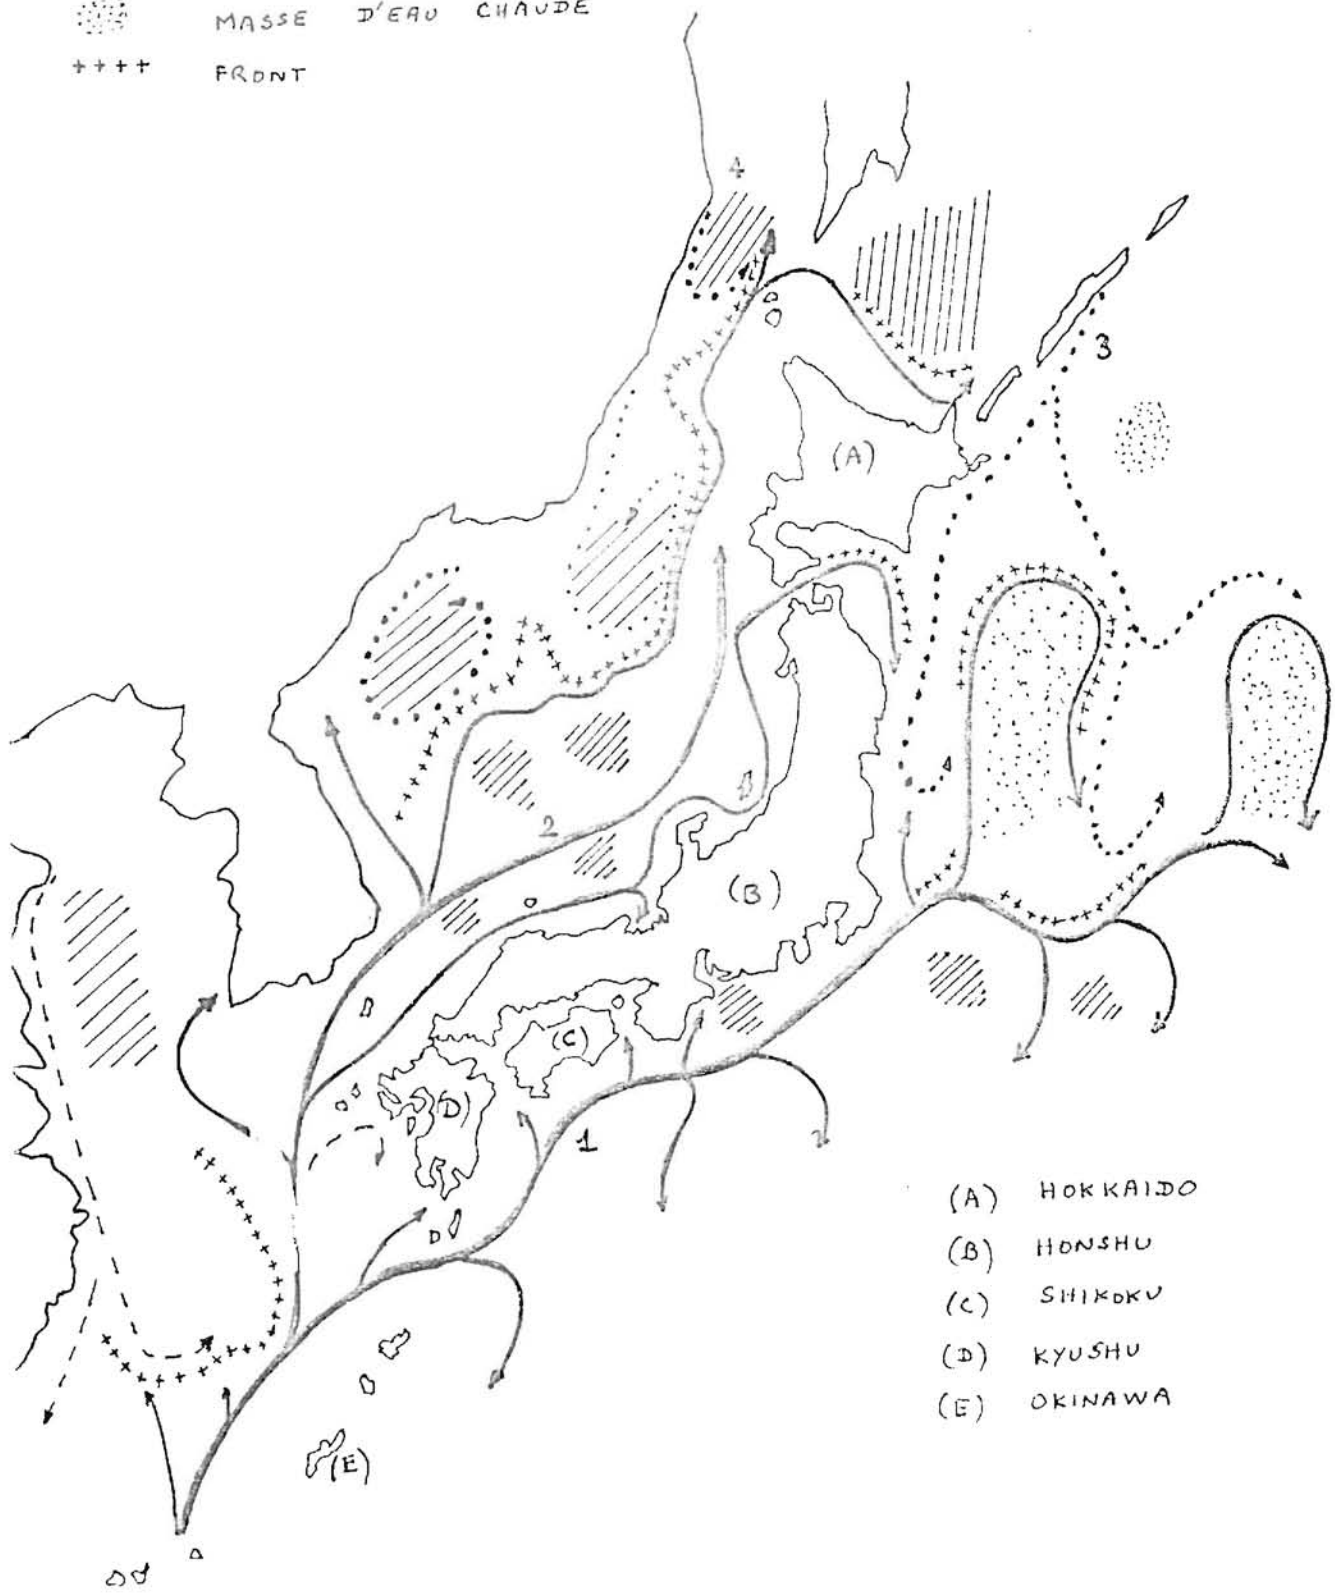 MASSE D'EAU CHAUDE
++++ FRONT
4
3
(A)
2
(B)
(C)
(D)
1
(A) HOKKAIDO
(B) HONSHU
(C) SHIKOKU
(D) KYUSHU
(E) OKINAWA
(E)